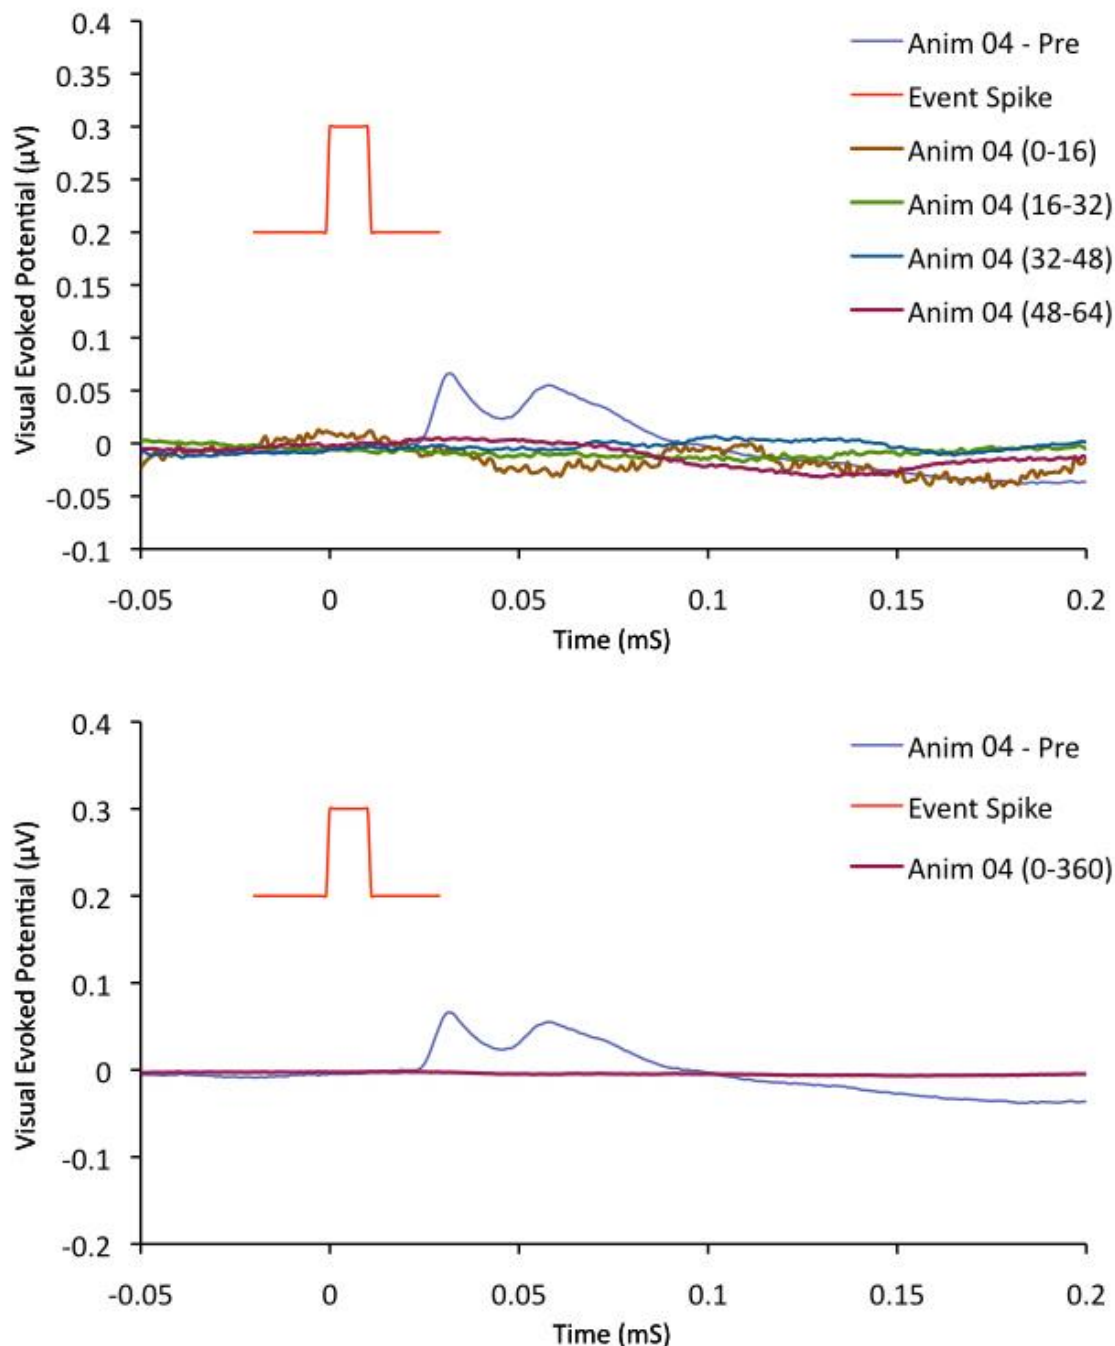 Visual Evoked Potential (µV)
0.4
0.3
0.3
0.2
0.15
0.1
0.05
0
-0.05
-0.1
-0.05
0
0.05
0.1
0.15
0.2
Time (mS)
Anim 04 - Pre
Event Spike
Anim 04 (0-16)
Anim 04 (16-32)
Anim 04 (32-48)
Anim 04 (48-64)
Visual Evoked Potential (µV)
0.4
0.3
0.2
0.1
0
-0.1
-0.2
-0.05
0
0.05
0.1
0.15
0.2
Time (mS)
Anim 04 - Pre
Event Spike
Anim 04 (0-360)